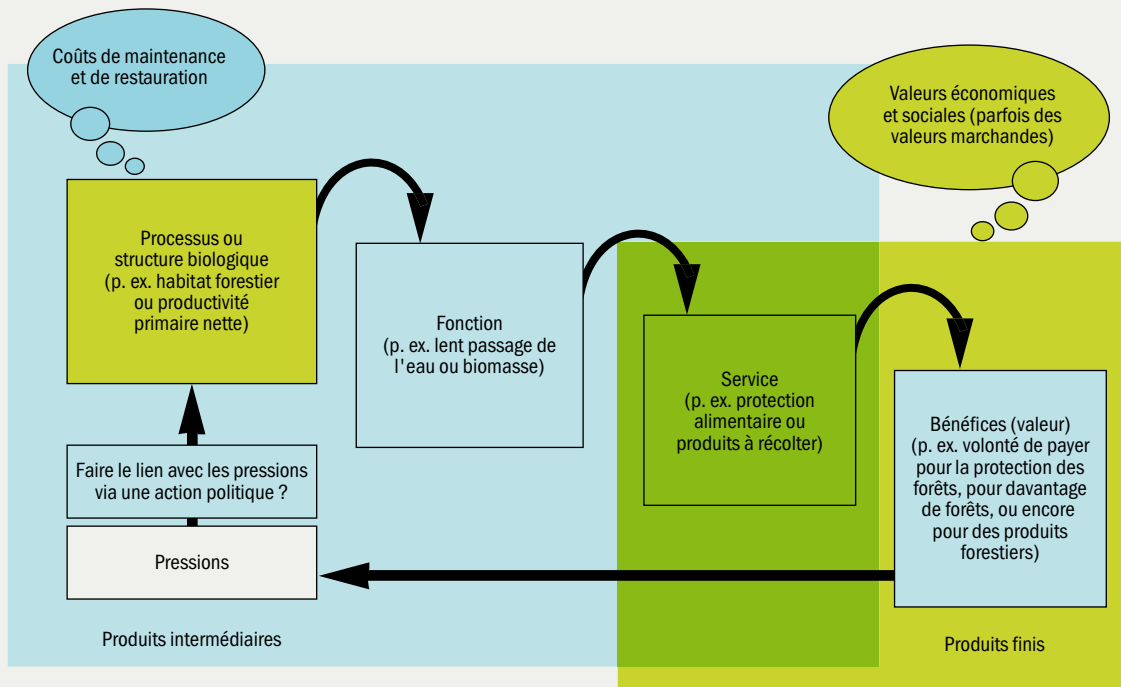 Coûts de maintenance
et de restauration
Valeurs économiques
et sociales (parfois des
valeurs marchandes)
Processus ou
structure biologique
(p. ex. habitat forestier
ou productivité
primaire nette)
Fonction
(p. ex. lent passage de
l'eau ou biomasse)
Service
(p. ex. protection
alimentaire ou
produits à récolter)
Bénéfices (valeur)
(p. ex. volonté de payer
pour la protection des
forêts, pour davantage
de forêts, ou encore
pour des produits
forestiers)
Faire le lien avec les pressions
via une action politique ?
Pressions
Produits intermédiaires
Produits finis